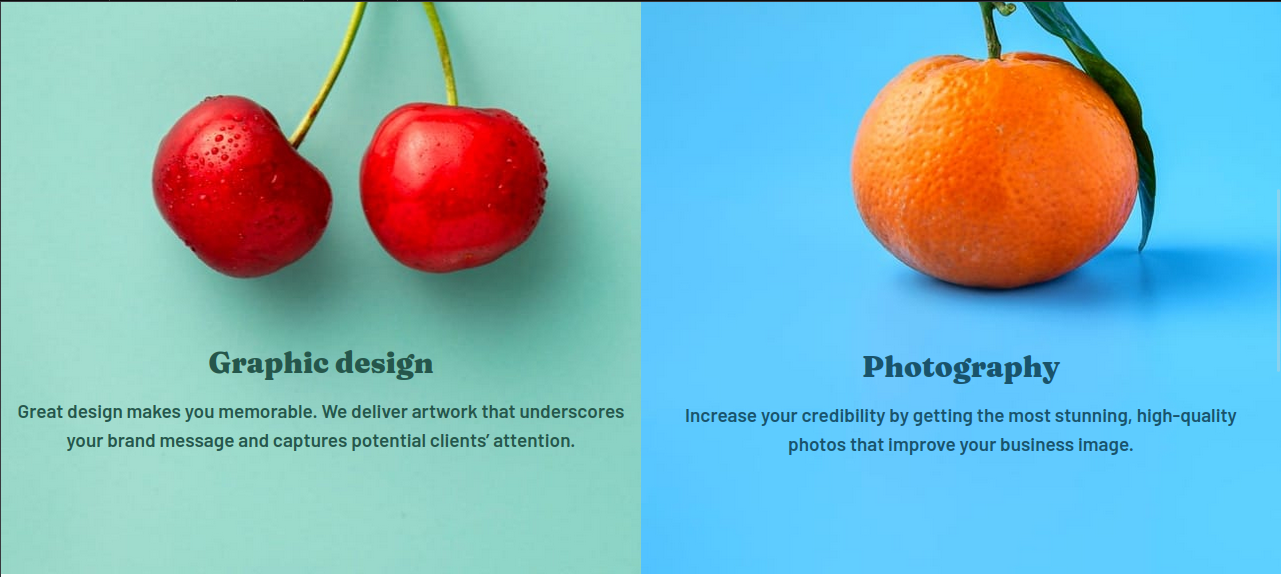 Graphic design
Great design makes you memorable. We deliver artwork that underscores
your brand message and captures potential clients’ attention.
Photography
Increase your credibility by getting the most stunning, high-quality
photos that improve your business image.